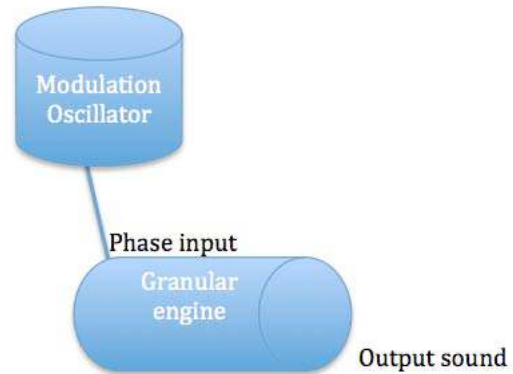 Modulation
Oscillator
Phase input
Granular
engine
Output sound